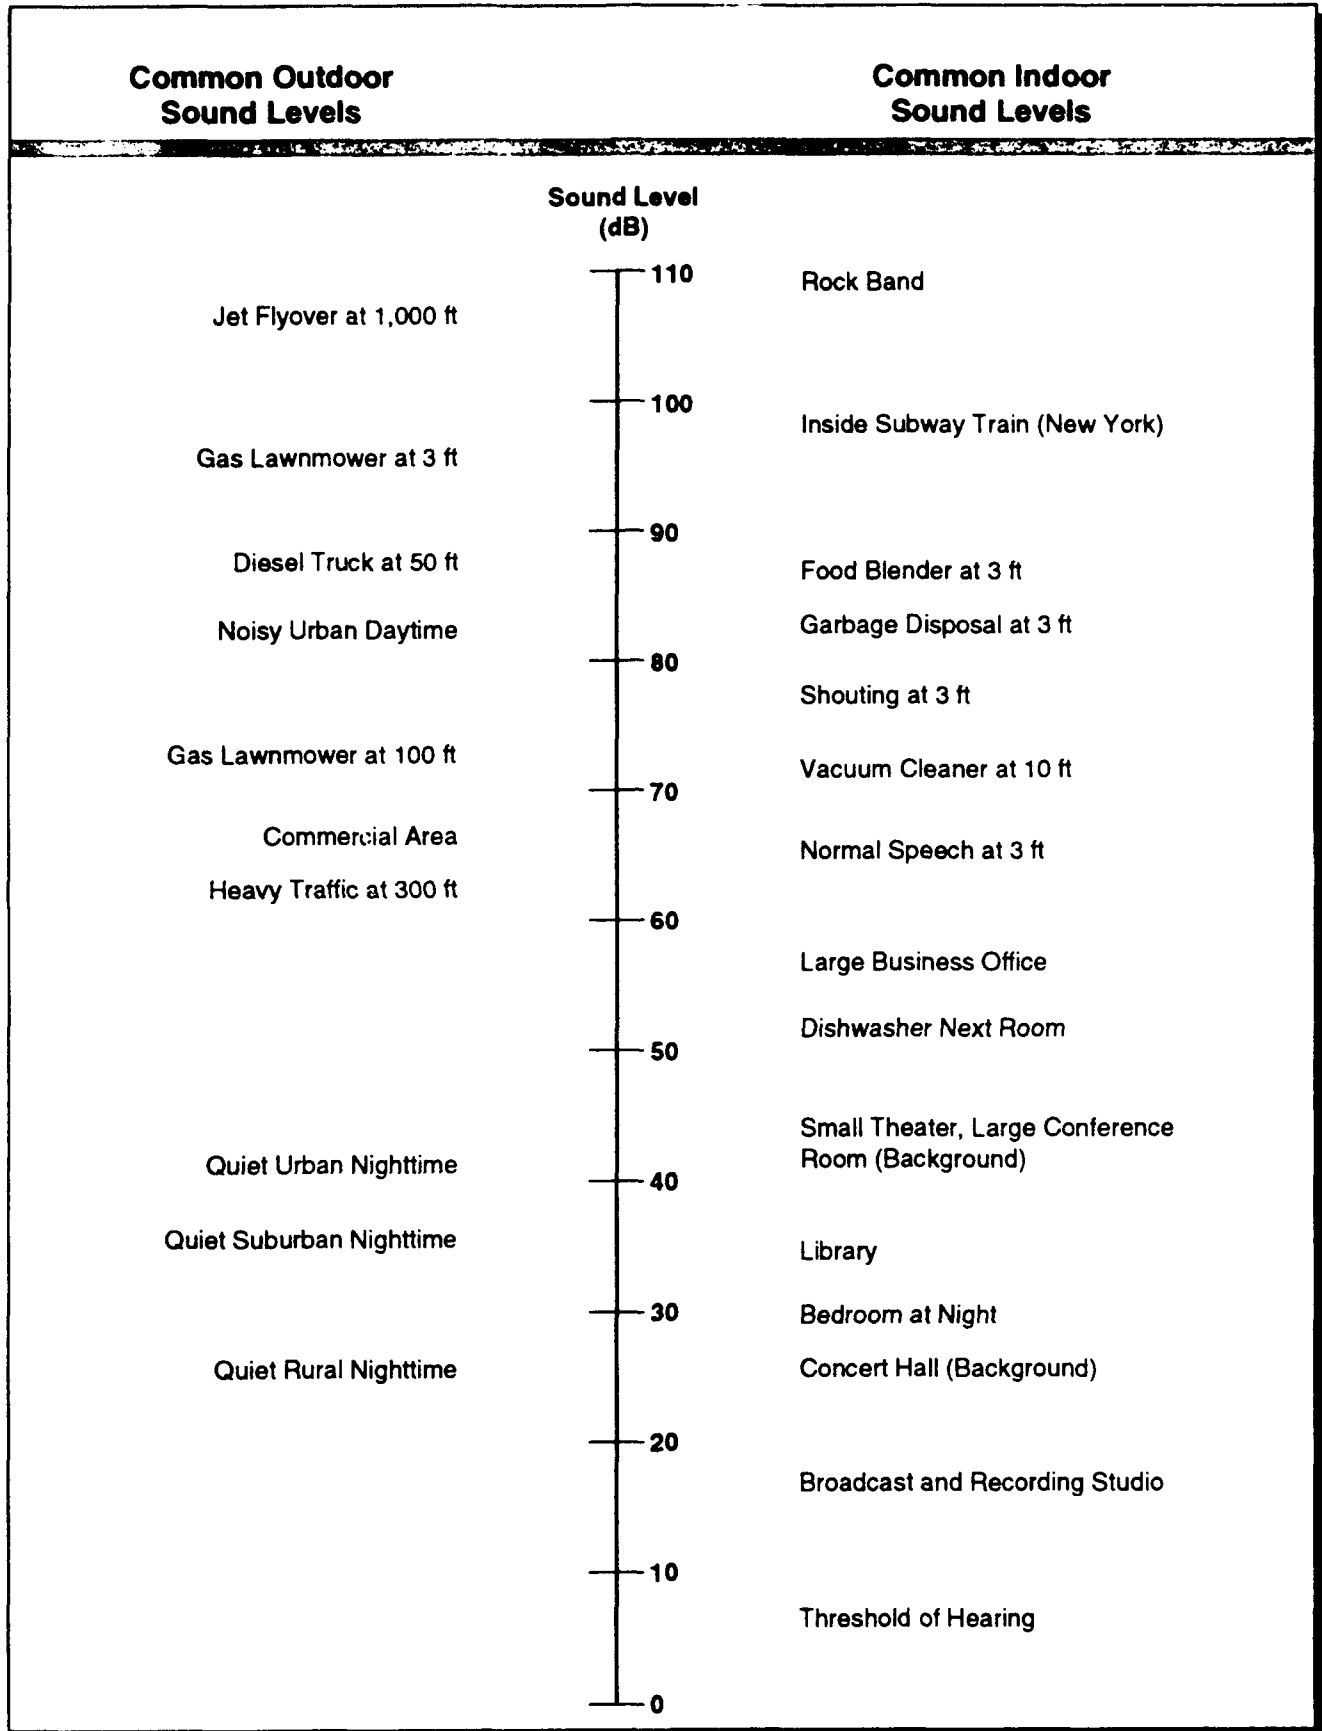 Common Outdoor
Sound Levels
Common Indoor
Sound Levels
Sound Level
(dB)
110
Rock Band
Jet Flyover at 1,000 ft
100
Inside Subway Train (New York)
Gas Lawnmower at 3 ft
90
Diesel Truck at 50 ft
Food Blender at 3 ft
Noisy Urban Daytime
Garbage Disposal at 3 ft
80
Shouting at 3 ft
Gas Lawnmower at 100 ft
Vacuum Cleaner at 10 ft
70
Commercial Area
Normal Speech at 3 ft
Heavy Traffic at 300 ft
60
Large Business Office
Dishwasher Next Room
50
Small Theater, Large Conference
Room (Background)
Quiet Urban Nighttime
40
Quiet Suburban Nighttime
Library
30
Bedroom at Night
Quiet Rural Nighttime
Concert Hall (Background)
20
Broadcast and Recording Studio
10
Threshold of Hearing
0